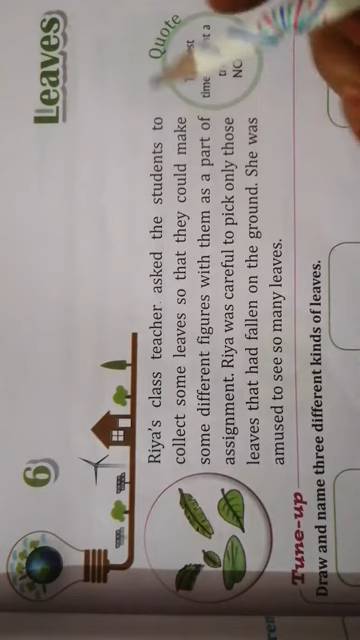 6
Leaves
Quote
time
NO
Riya's class teacher asked the students to
collect some leaves so that they could make
some different figures with them as a part of
assignment. Riya was careful to pick only those
leaves that had fallen on the ground. She was
amused to see so many leaves.
Tune-up
Draw and name three different kinds of leaves.